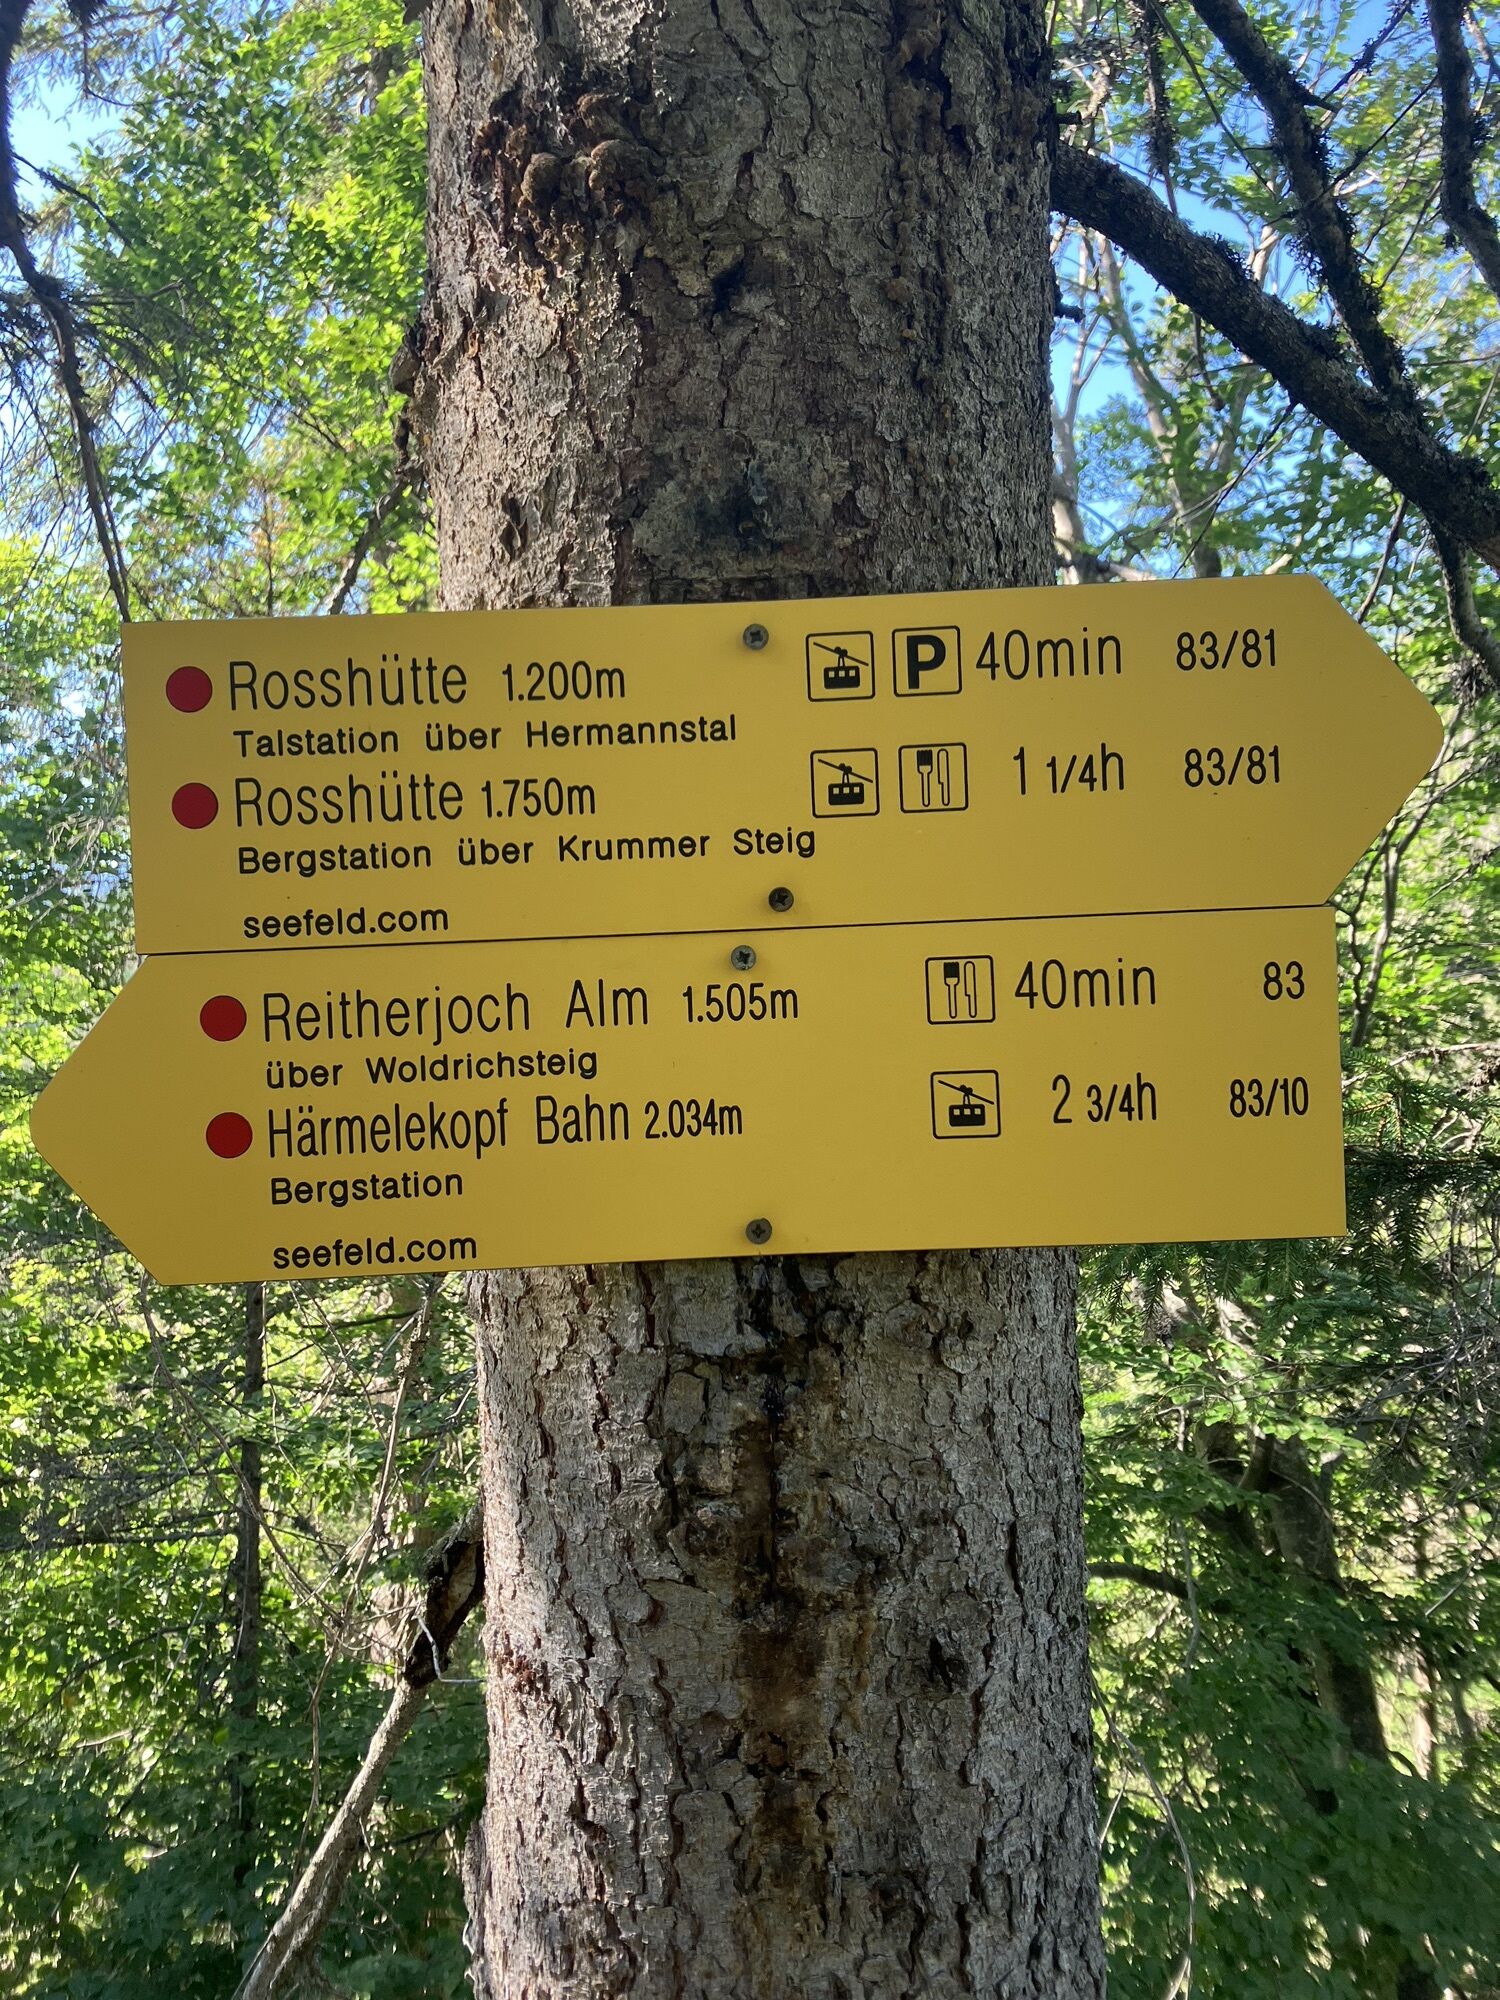 Rosshütte 1.200m P 40min 83/81
Talstation über Hermannstal
Rosshütte 1.750m 1 1/4h 83/81
Bergstation über Krummer Steig
seefeld.com
Reitherjoch Alm 1.505m 40min 83
über Woldrichsteig
Härmelekopf Bahn 2.034m 2 3/4h 83/10
Bergstation
seefeld.com